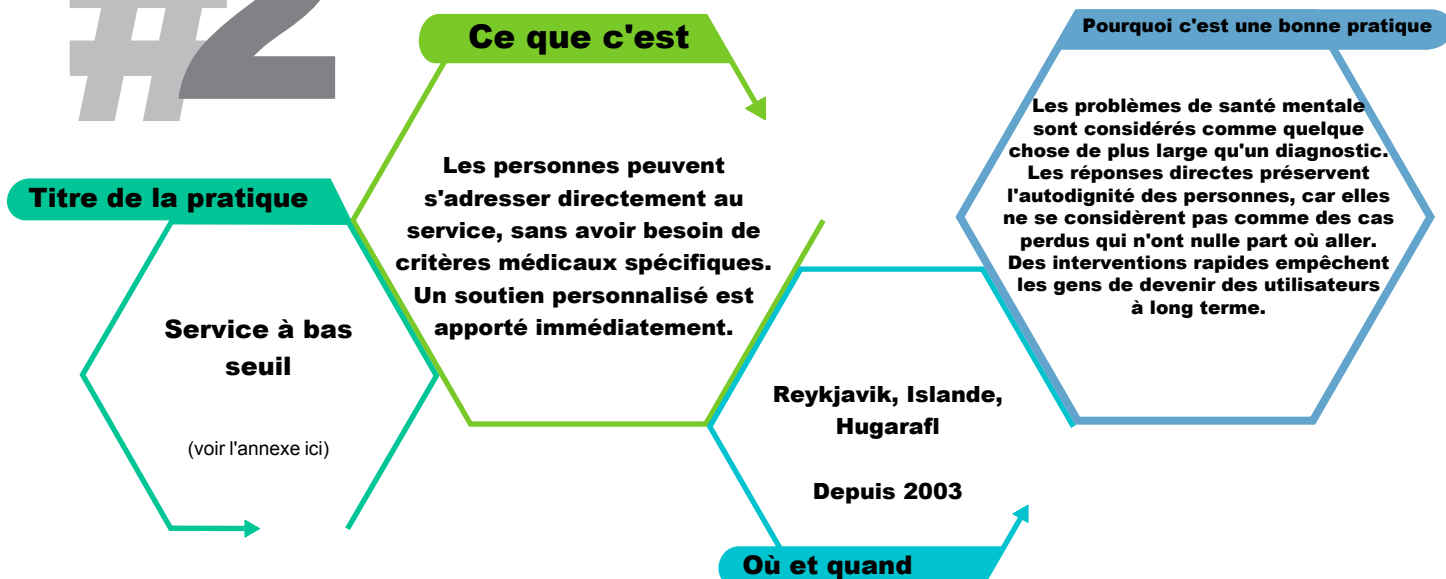 #2
Titre de la pratique
Service à bas
seuil
(voir l'annexe ici)
Ce que c'est
Les personnes peuvent
s'adresser directement au
service, sans avoir besoin de
critères médicaux spécifiques.
Un soutien personnalisé est
apporté immédiatement.
Reykjavik, Islande,
Hugarafl
Depuis 2003
Où et quand
Pourquoi c'est une bonne pratique
Les problèmes de santé mentale
sont considérés comme quelque
chose de plus large qu'un diagnostic.
Les réponses directes préservent
l'autodignité des personnes, car elles
ne se considèrent pas comme des cas
perdus qui n'ont nulle part où aller.
Des interventions rapides empêchent
les gens de devenir des utilisateurs
à long terme.